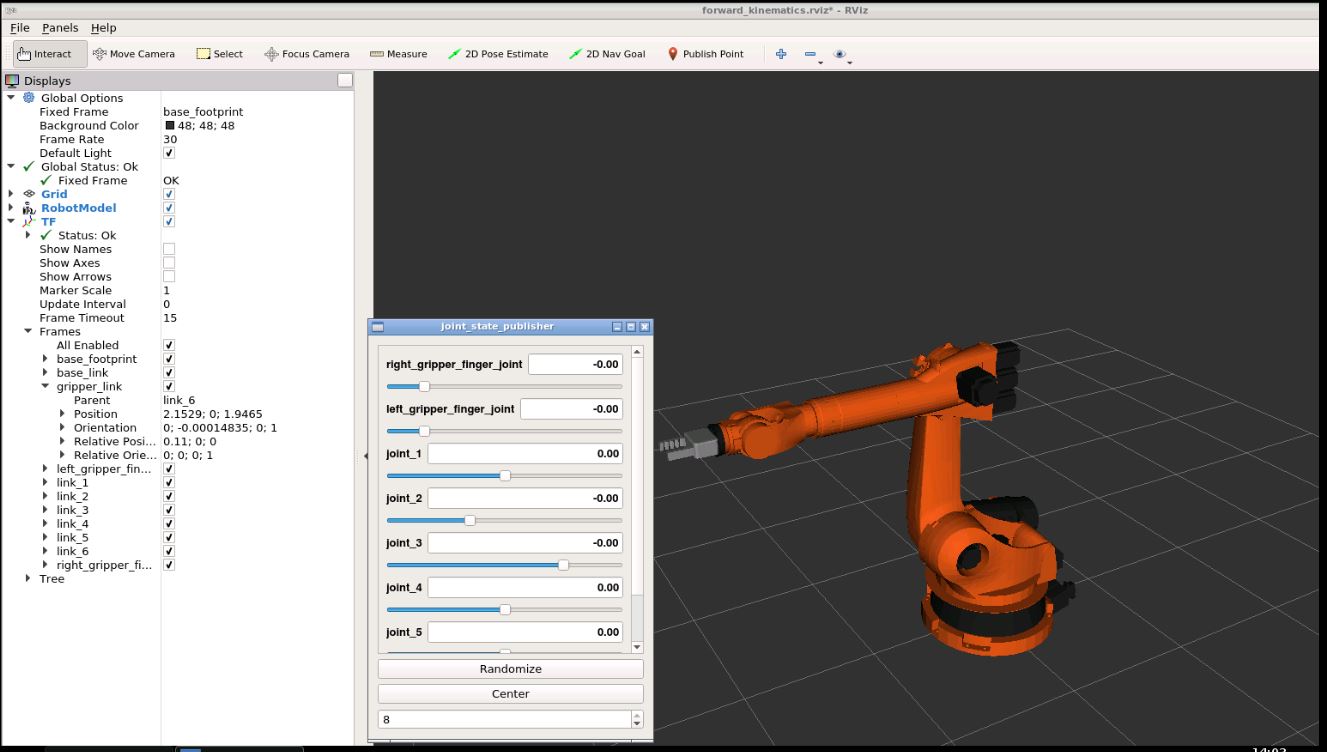 forward_kinematics.rviz* - RViz
File Panels Help
Interact Move Camera Select Focus Camera Measure 2D Pose Estimate 2D Nav Goal Publish Point
Displays
Global Options
Fixed Frame base_footprint
Background Color 48; 48; 48
Frame Rate 30
Default Light
Global Status: Ok
Fixed Frame OK
Grid
RobotModel
TF
Status: Ok
Show Names
Show Axes
Show Arrows
Marker Scale 1
Update Interval 0
Frame Timeout 15
Frames
All Enabled
base_footprint
base_link
gripper_link
Parent link_6
Position 2.1529; 0; 1.9465
Orientation 0; -0.00014835; 0; 1
Relative Posi... 0.11; 0; 0
Relative Orie... 0; 0; 0; 1
left_gripper_fin...
link_1
link_2
link_3
link_4
link_5
link_6
right_gripper_fi...
Tree
joint_state_publisher
right_gripper_finger_joint -0.00
left_gripper_finger_joint -0.00
joint_1 0.00
joint_2 -0.00
joint_3 -0.00
joint_4 0.00
joint_5 0.00
Randomize
Center
8